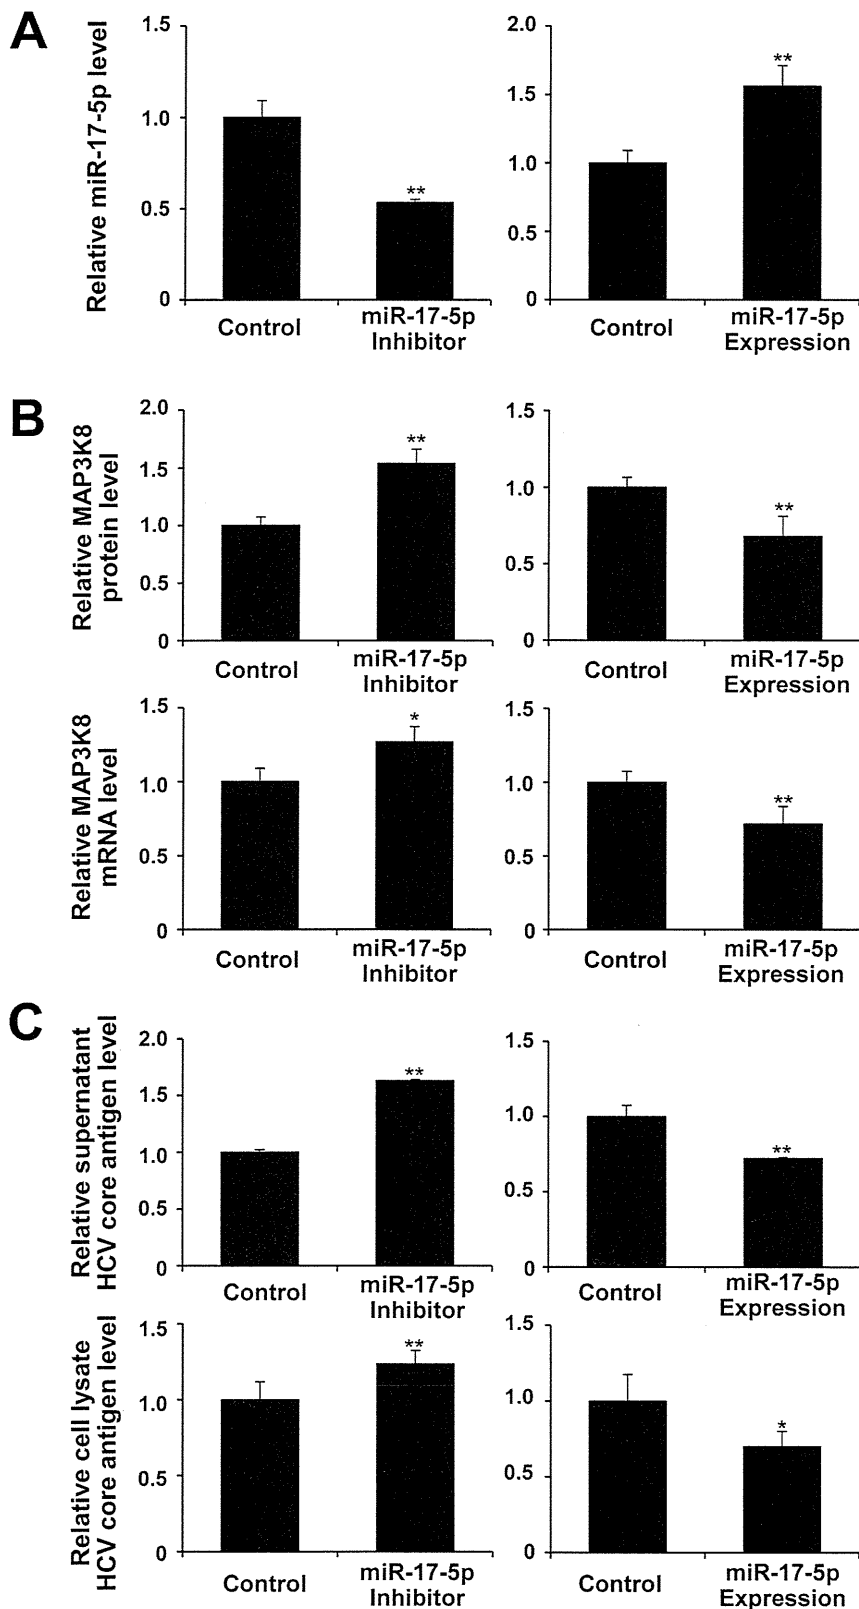 A
Relative miR-17-5p level
1.5
1.0
0.5
0
**
Control
miR-17-5p
Inhibitor
2.0
1.5
1.0
0.5
0
**
Control
miR-17-5p
Expression
B
Relative MAP3K8
protein level
2.0
1.5
1.0
0.5
0
**
Control
miR-17-5p
Inhibitor
1.5
1.0
0.5
0
**
Control
miR-17-5p
Expression
Relative MAP3K8
mRNA level
1.5
1.0
0.5
0
*
Control
miR-17-5p
Inhibitor
1.5
1.0
0.5
0
**
Control
miR-17-5p
Expression
C
Relative supernatant
HCV core antigen level
2.0
1.5
1.0
0.5
0
**
Control
miR-17-5p
Inhibitor
1.5
1.0
0.5
0
**
Control
miR-17-5p
Expression
Relative cell lysate
HCV core antigen level
1.5
1.0
0.5
0
**
Control
miR-17-5p
Inhibitor
1.5
1.0
0.5
0
*
Control
miR-17-5p
Expression